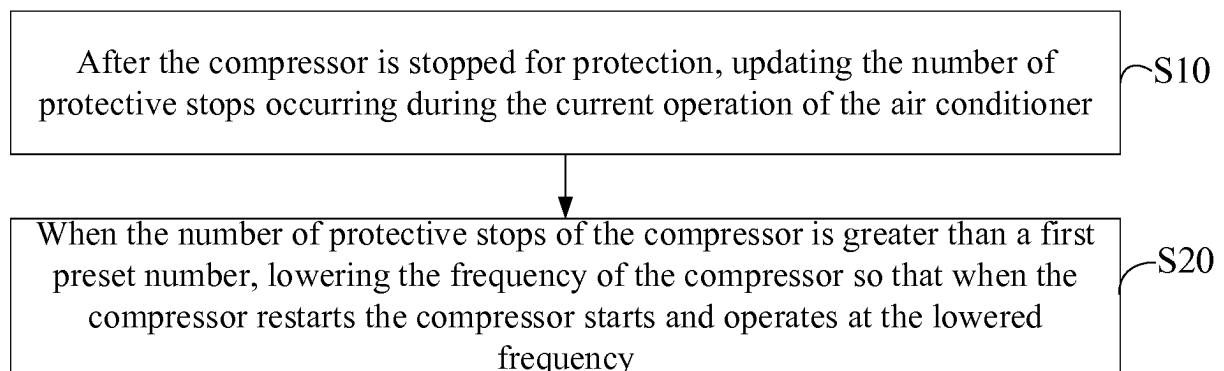 After the compressor is stopped for protection, updating the number of
protective stops occurring during the current operation of the air conditioner
S10
When the number of protective stops of the compressor is greater than a first
preset number, lowering the frequency of the compressor so that when the
compressor restarts the compressor starts and operates at the lowered
frequency
S20